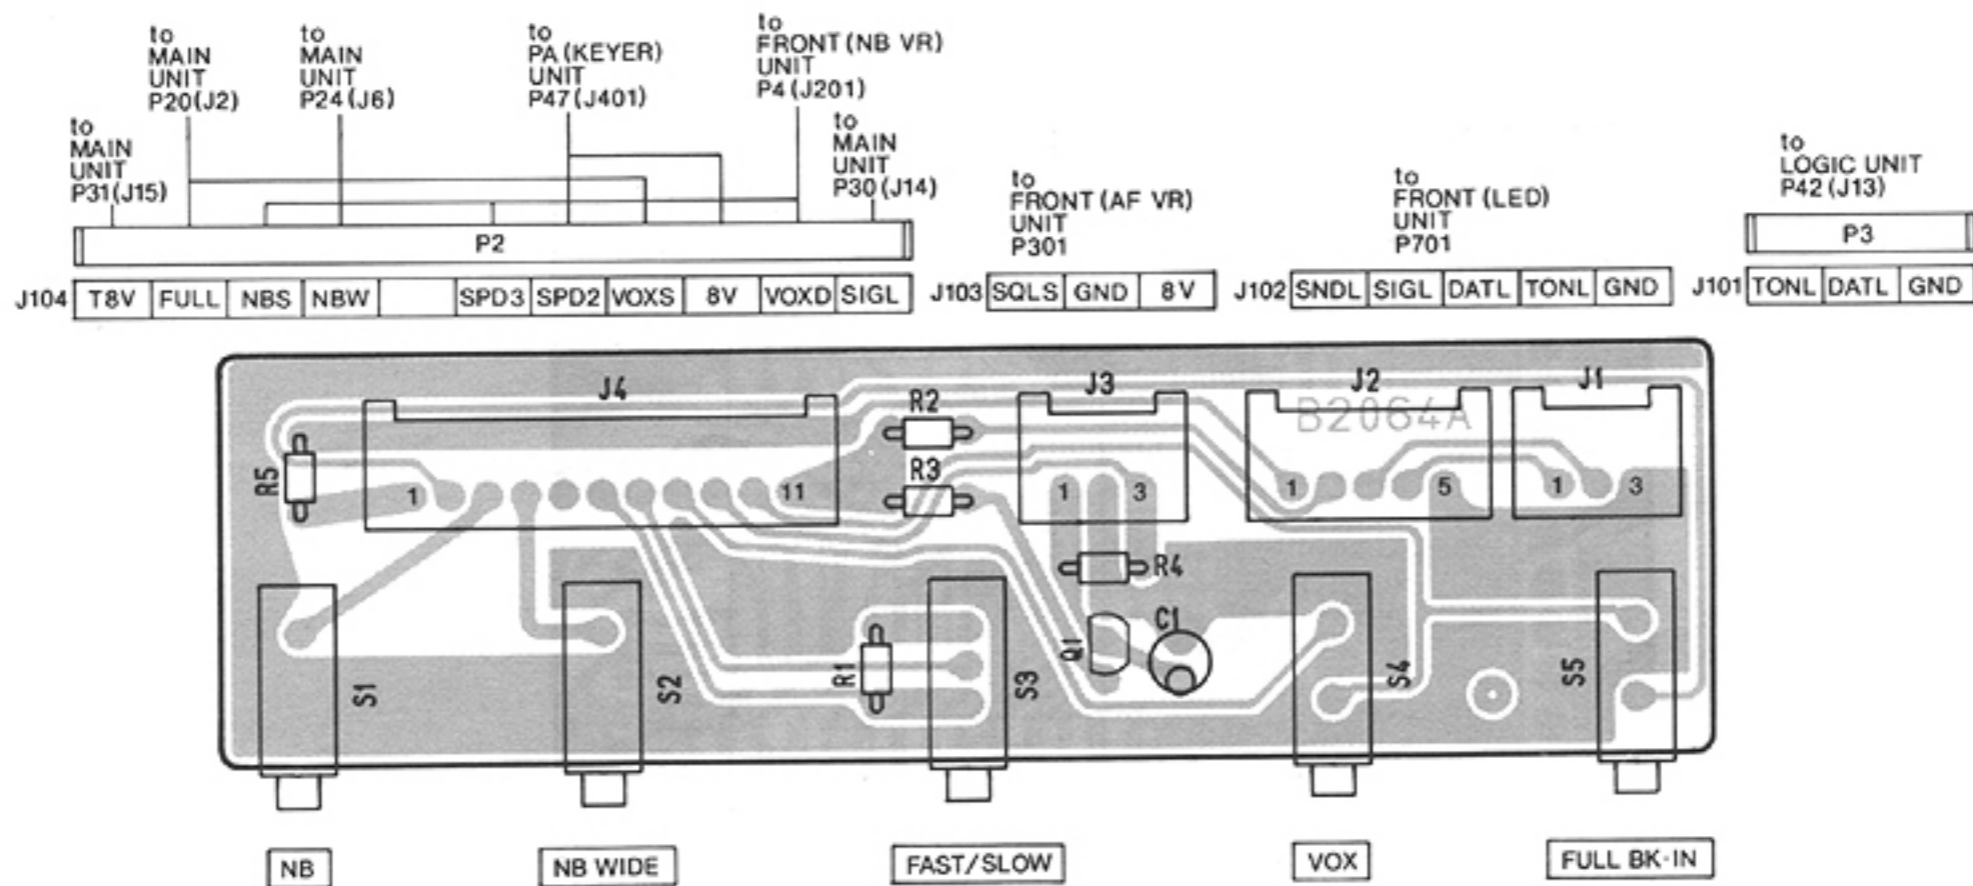 to
MAIN
UNIT
P31(J15)
to
MAIN
UNIT
P20(J2)
to
MAIN
UNIT
P24(J6)
to
PA(KEYER)
UNIT
P47(J401)
to
FRONT(NB VR)
UNIT
P4(J201)
to
MAIN
UNIT
P30(J14)
to
FRONT(AF VR)
UNIT
P301
to
FRONT(LED)
UNIT
P701
to
LOGIC UNIT
P42(J13)
P2
P3
J104 T8V FULL NBS NBW SPD3 SPD2 VOXS 8V VOXD SIGL
J103 SQLS GND 8V
J102 SNDL SIGL DATL TONL GND
J101 TONL DATL GND
J4
R2
J3
J2
J1
B2064A
R5
R3
1
11
1
3
1
5
1
3
R4
C1
Q1
R1
S1
S2
S3
S4
S5
NB
NB WIDE
FAST/SLOW
VOX
FULL BK-IN